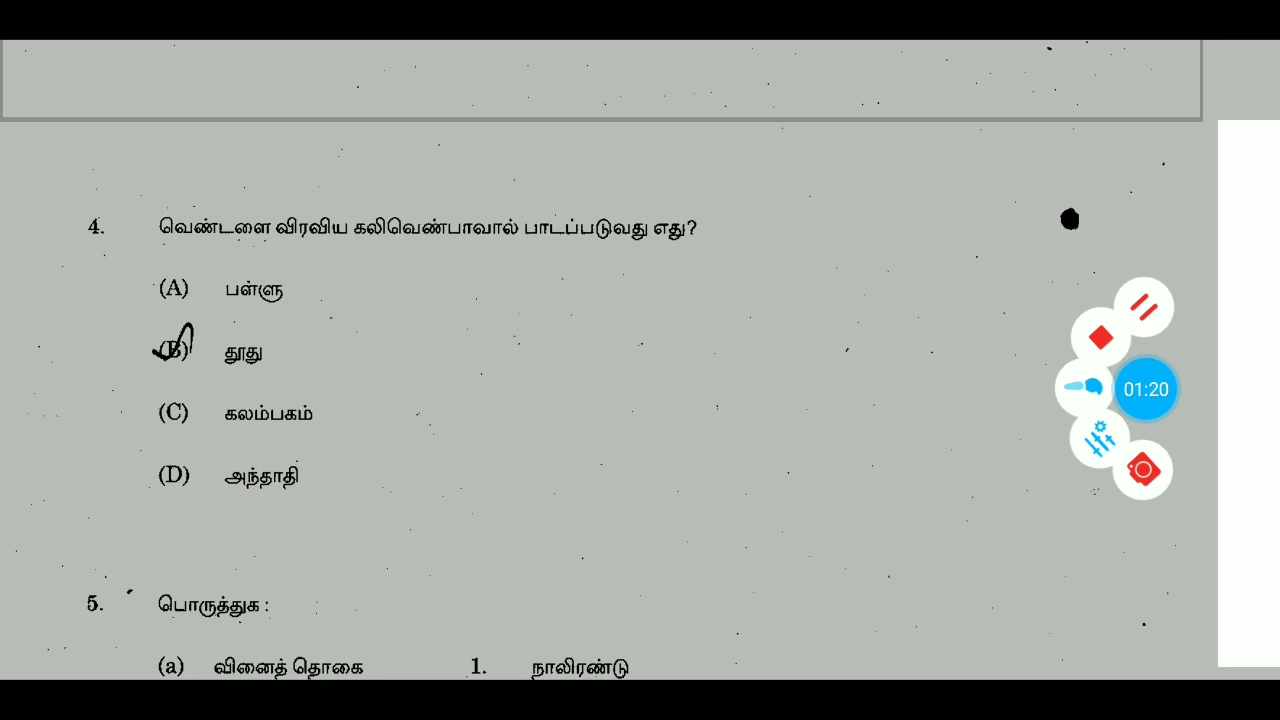 4. வெண்டளை விரவிய கலிவெண்பாவால் பாடப்படுவது எது?
(A) பள்ளு
(B) தூது
(C) கலம்பகம்
(D) அந்தாதி
01:20
5. பொருத்துக :
(a) வினைத் தொகை 1. நாலிரண்டு